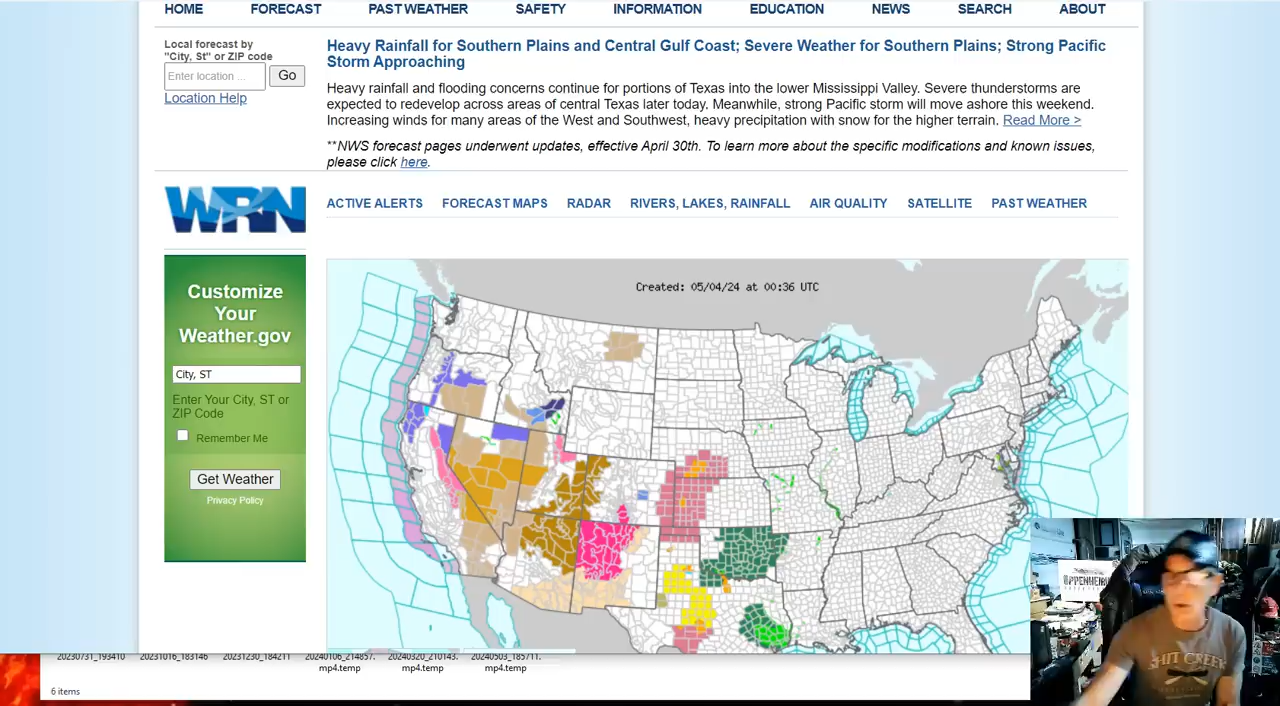 HOME FORECAST PAST WEATHER SAFETY INFORMATION EDUCATION NEWS SEARCH ABOUT
Local forecast by
"City, St" or ZIP code
Enter location ...
Go
Location Help
Heavy Rainfall for Southern Plains and Central Gulf Coast; Severe Weather for Southern Plains; Strong Pacific
Storm Approaching
Heavy rainfall and flooding concerns continue for portions of Texas into the lower Mississippi Valley. Severe thunderstorms are
expected to redevelop across areas of central Texas later today. Meanwhile, strong Pacific storm will move ashore this weekend.
Increasing winds for many areas of the West and Southwest, heavy precipitation with snow for the higher terrain. Read More >
**NWS forecast pages underwent updates, effective April 30th. To learn more about the specific modifications and known issues,
please click here.
WRN
ACTIVE ALERTS FORECAST MAPS RADAR RIVERS, LAKES, RAINFALL AIR QUALITY SATELLITE PAST WEATHER
Customize
Your
Weather.gov
City, ST
Enter Your City, ST or
ZIP Code
Remember Me
Get Weather
Privacy Policy
Created: 05/04/24 at 00:36 UTC
OPPENHEIM
SHIT CREEK
20230731_193410 20231016_183146 20231230_184211 20240106_214857. 20240320_210143. 20240503_185711.
mp4.temp mp4.temp mp4.temp
6 items